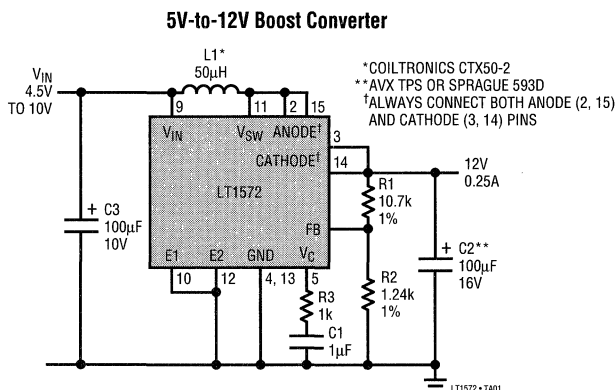 5V-to-12V Boost Converter
L1*
50µH
VIN
4.5V
TO 10V
*COILTRONICS CTX50-2
**AVX TPS OR SPRAGUE 593D
†ALWAYS CONNECT BOTH ANODE (2, 15)
AND CATHODE (3, 14) PINS
9
11
2
15
VIN
VSW
ANODE†
3
CATHODE†
14
12V
0.25A
LT1572
R1
10.7k
1%
+
C3
100µF
10V
FB
+
C2**
100µF
16V
E1
E2
GND
VC
10
12
4, 13
5
R2
1.24k
1%
R3
1k
C1
1µF
LT1572 • TA01